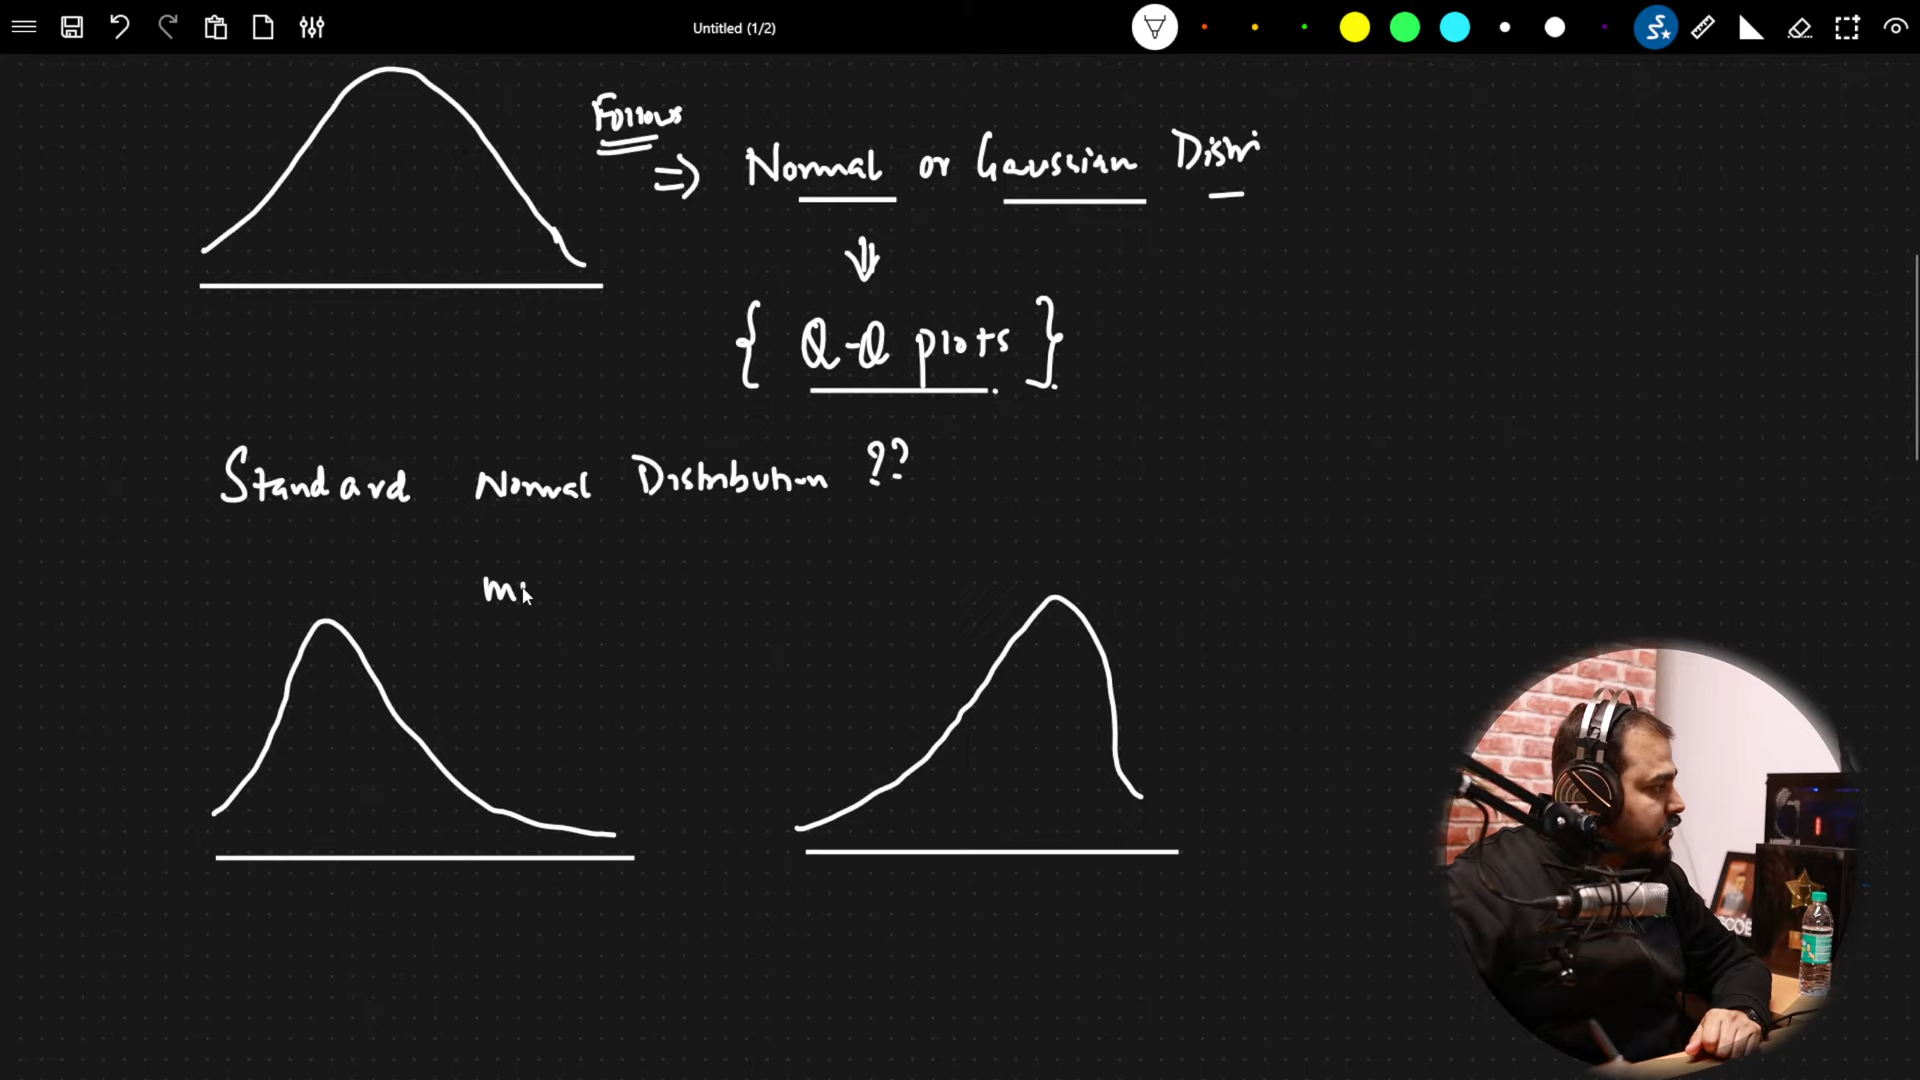 Untitled (1/2)
Follows
⇒ Normal or Gaussian Distri
⇓
{ Q-Q plots }
Standard Normal Distribution ??